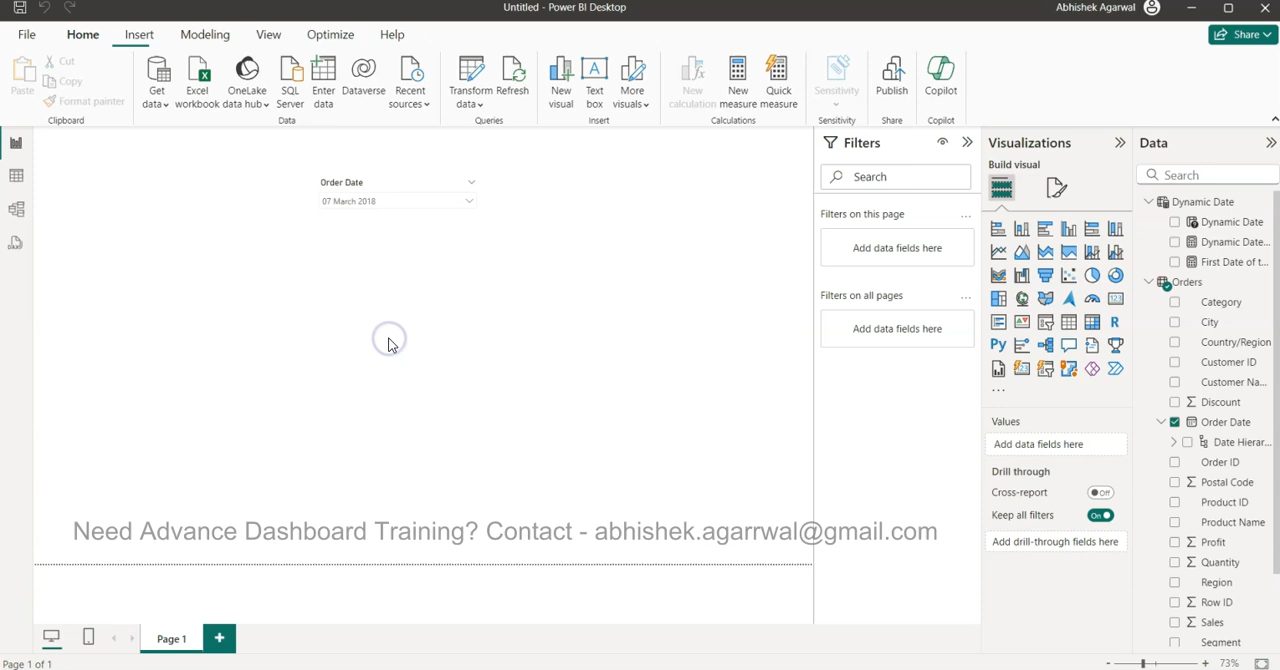 Untitled - Power BI Desktop
Abhishek Agarwal
File Home Insert Modeling View Optimize Help
Share
Paste
Cut
Copy
Format painter
Clipboard
Get data
Excel workbook
OneLake data hub
SQL Server
Enter data
Dataverse
Recent sources
Data
Transform data
Refresh
Queries
New visual
Text box
More visuals
Insert
New calculation
New measure
Quick measure
Calculations
Sensitivity
Sensitivity
Publish
Share
Copilot
Copilot
Order Date
07 March 2018
Need Advance Dashboard Training? Contact - abhishek.agarrwal@gmail.com
Filters
Search
Filters on this page
...
Add data fields here
Filters on all pages
...
Add data fields here
Visualizations
Build visual
R
Py
...
Values
Add data fields here
Drill through
Cross-report
Off
Keep all filters
On
Add drill-through fields here
Data
Search
Dynamic Date
Dynamic Date
Dynamic Date...
First Date of t...
Orders
Category
City
Country/Region
Customer ID
Customer Na...
Discount
Order Date
Date Hierar...
Order ID
Postal Code
Product ID
Product Name
Profit
Quantity
Region
Row ID
Sales
Segment
Page 1
Page 1 of 1
- + 73%